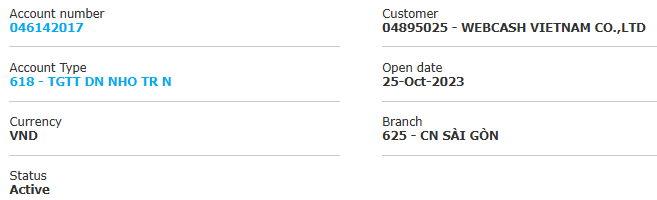 Account number
046142017
Customer
04895025 - WEBCASH VIETNAM CO.,LTD
Account Type
618 - TGTT DN NHO TR N
Open date
25-Oct-2023
Currency
VND
Branch
625 - CN SÀI GÒN
Status
Active